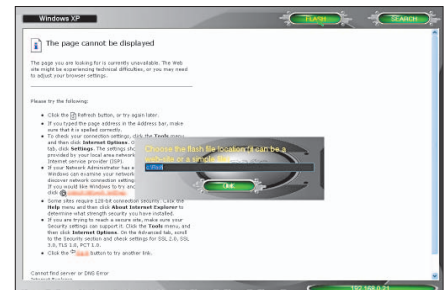 Windows XP
FLASH
SEARCH
The page cannot be displayed
The page you are looking for is currently unavailable. The Web
site might be experiencing technical difficulties, or you may need
to adjust your browser settings.
Please try the following:
Click the Refresh button, or try again later.
If you typed the page address in the Address bar, make
sure that it is spelled correctly.
To check your connection settings, click the Tools menu,
and then click Internet Options. O
tab, click Settings. The settings sh
provided by your local area network
Internet service provider (ISP).
If your Network Administrator has e
Windows can examine your network
discover network connection setting
If you would like Windows to try and
click
Some sites require 128-bit connection security. Click the
Help menu and then click About Internet Explorer to
determine what strength security you have installed.
If you are trying to reach a secure site, make sure your
Security settings can support it. Click the Tools menu, and
then click Internet Options. On the Advanced tab, scroll
to the Security section and check settings for SSL 2.0, SSL
3.0, TLS 1.0, PCT 1.0.
Click the button to try another link.
Cannot find server or DNS Error
Internet Explorer
Choose the flash file location (it can be a
web-site or a simple file)
192.168.0.21